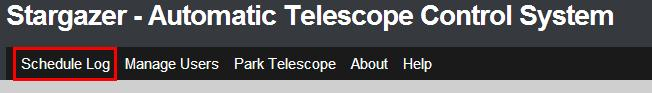 Stargazer - Automatic Telescope Control System
Schedule Log Manage Users Park Telescope About Help